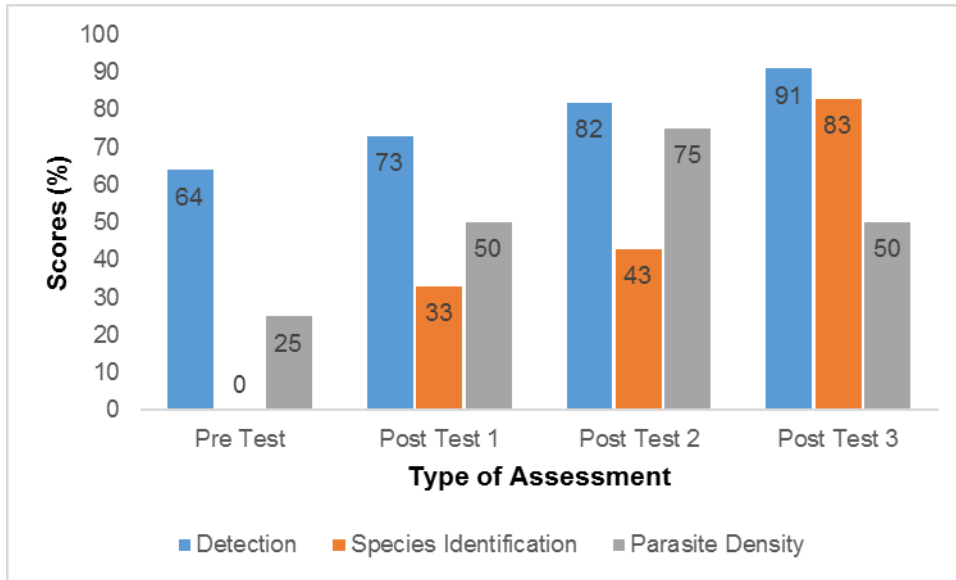 100
90
80
70
60
50
40
30
20
10
0
Scores (%)
64
0
25
73
33
50
82
43
75
91
83
50
Pre Test
Post Test 1
Post Test 2
Post Test 3
Type of Assessment
Detection
Species Identification
Parasite Density